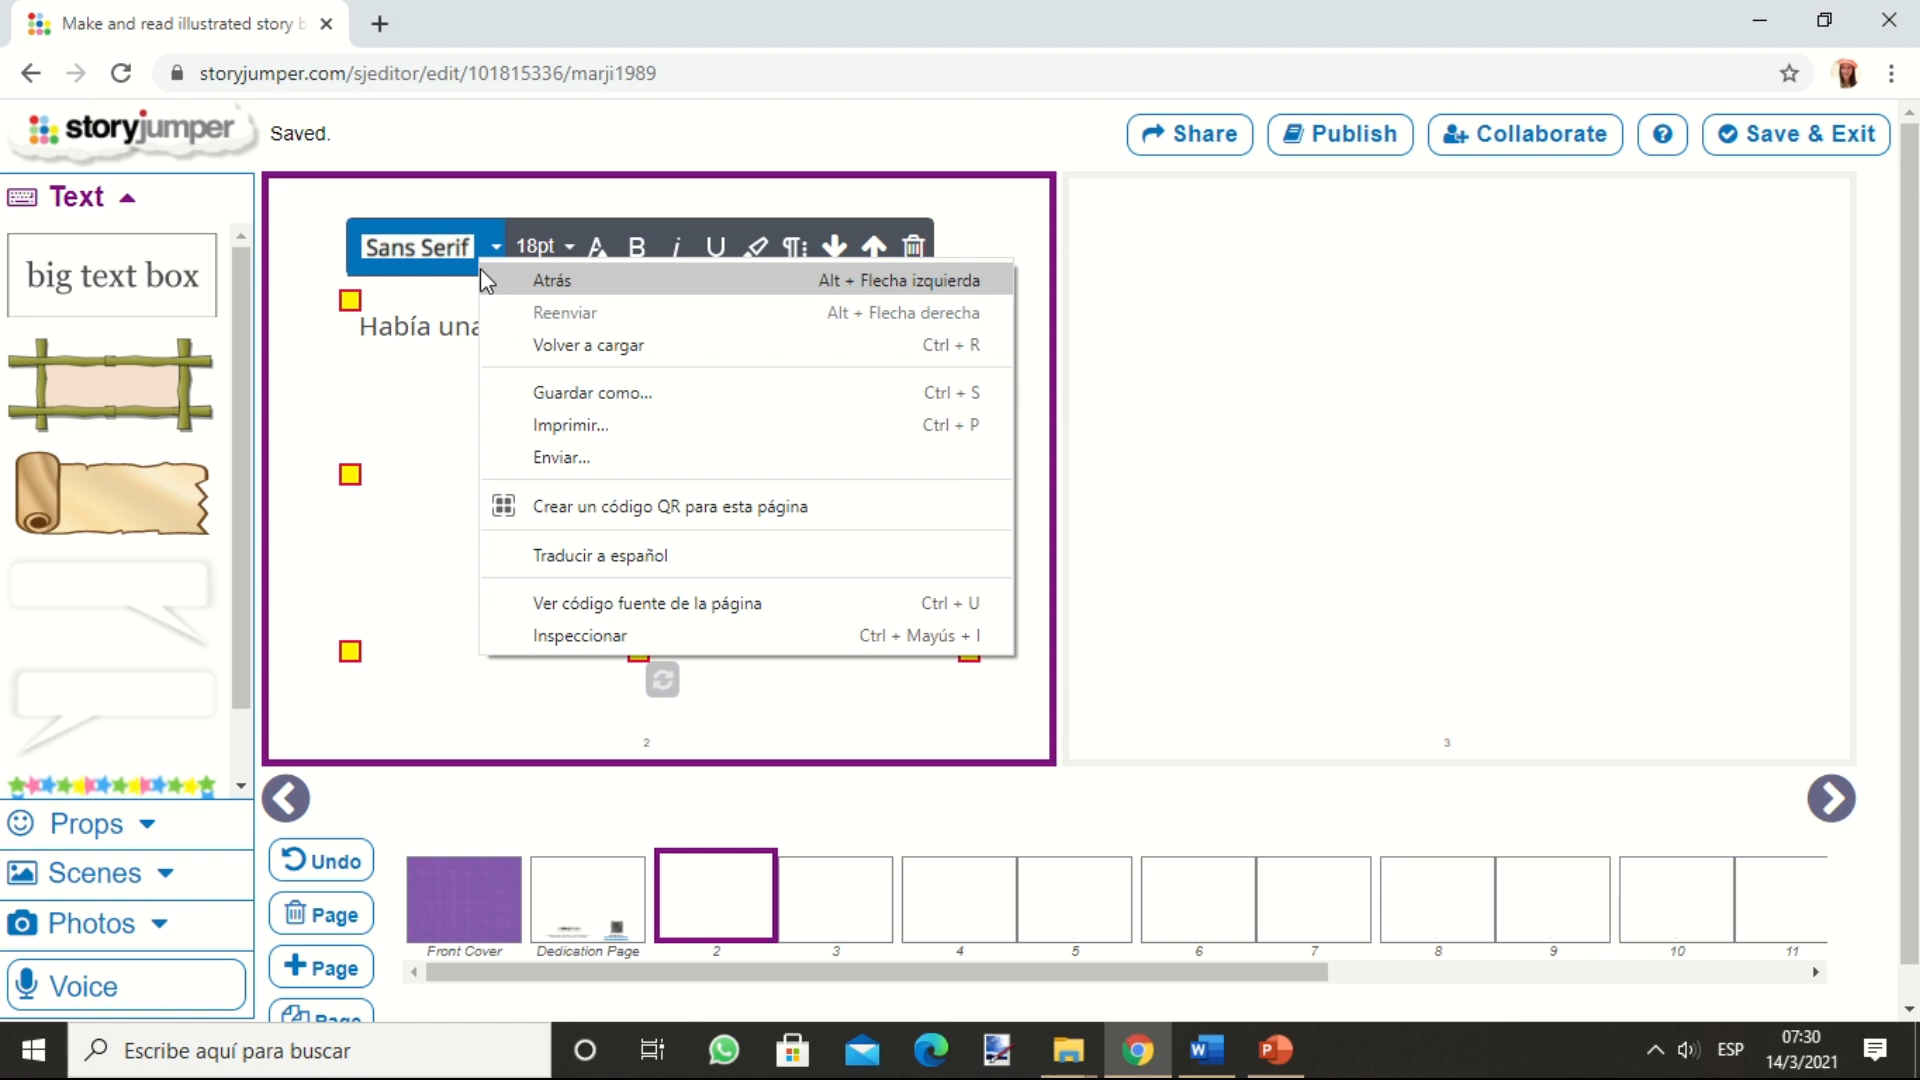 Make and read illustrated story b
storyjumper.com/sjeditor/edit/101815336/marji1989
storyjumper
Saved.
Share
Publish
Collaborate
Save & Exit
Text
big text box
Sans Serif
18pt
Había una
Atrás Alt + Flecha izquierda
Reenviar Alt + Flecha derecha
Volver a cargar Ctrl + R
Guardar como... Ctrl + S
Imprimir... Ctrl + P
Enviar...
Crear un código QR para esta página
Traducir a español
Ver código fuente de la página Ctrl + U
Inspeccionar Ctrl + Mayús + I
2
3
Props
Scenes
Photos
Voice
Undo
Page
Page
Page
Front Cover
Dedication Page
2
3
4
5
6
7
8
9
10
11
Escribe aquí para buscar
ESP
07:30
14/3/2021